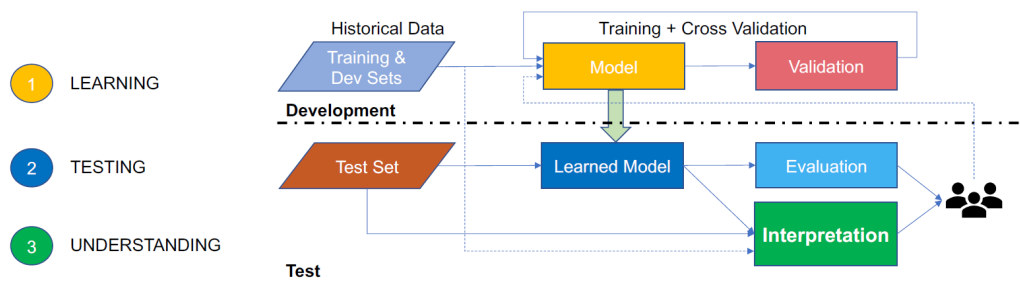 Historical Data
Training + Cross Validation
Training &
Dev Sets
Model
Validation
1
LEARNING
Development
2
TESTING
Test Set
Learned Model
Evaluation
3
UNDERSTANDING
Interpretation
Test